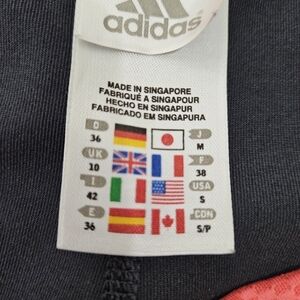 adidas
MADE IN SINGAPORE
FABRIQUÉ A SINGAPOUR
HECHO EN SINGAPUR
FABRICADO EM SINGAPURA
D J
36 M
UK F
10 38
I USA
42 S
E CDN
36 S/P